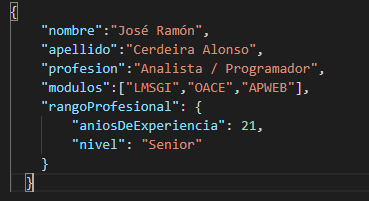 {
"nombre":"José Ramón",
"apellido":"Cerdeira Alonso",
"profesion":"Analista / Programador",
"modulos":["LMSGI","OACE","APWEB"],
"rangoProfesional": {
"aniosDeExperiencia": 21,
"nivel": "Senior"
}
}